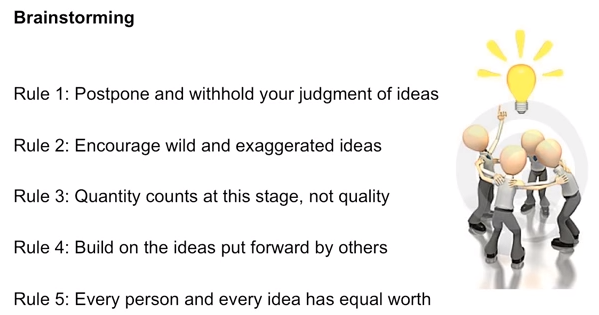 Brainstorming
Rule 1: Postpone and withhold your judgment of ideas
Rule 2: Encourage wild and exaggerated ideas
Rule 3: Quantity counts at this stage, not quality
Rule 4: Build on the ideas put forward by others
Rule 5: Every person and every idea has equal worth